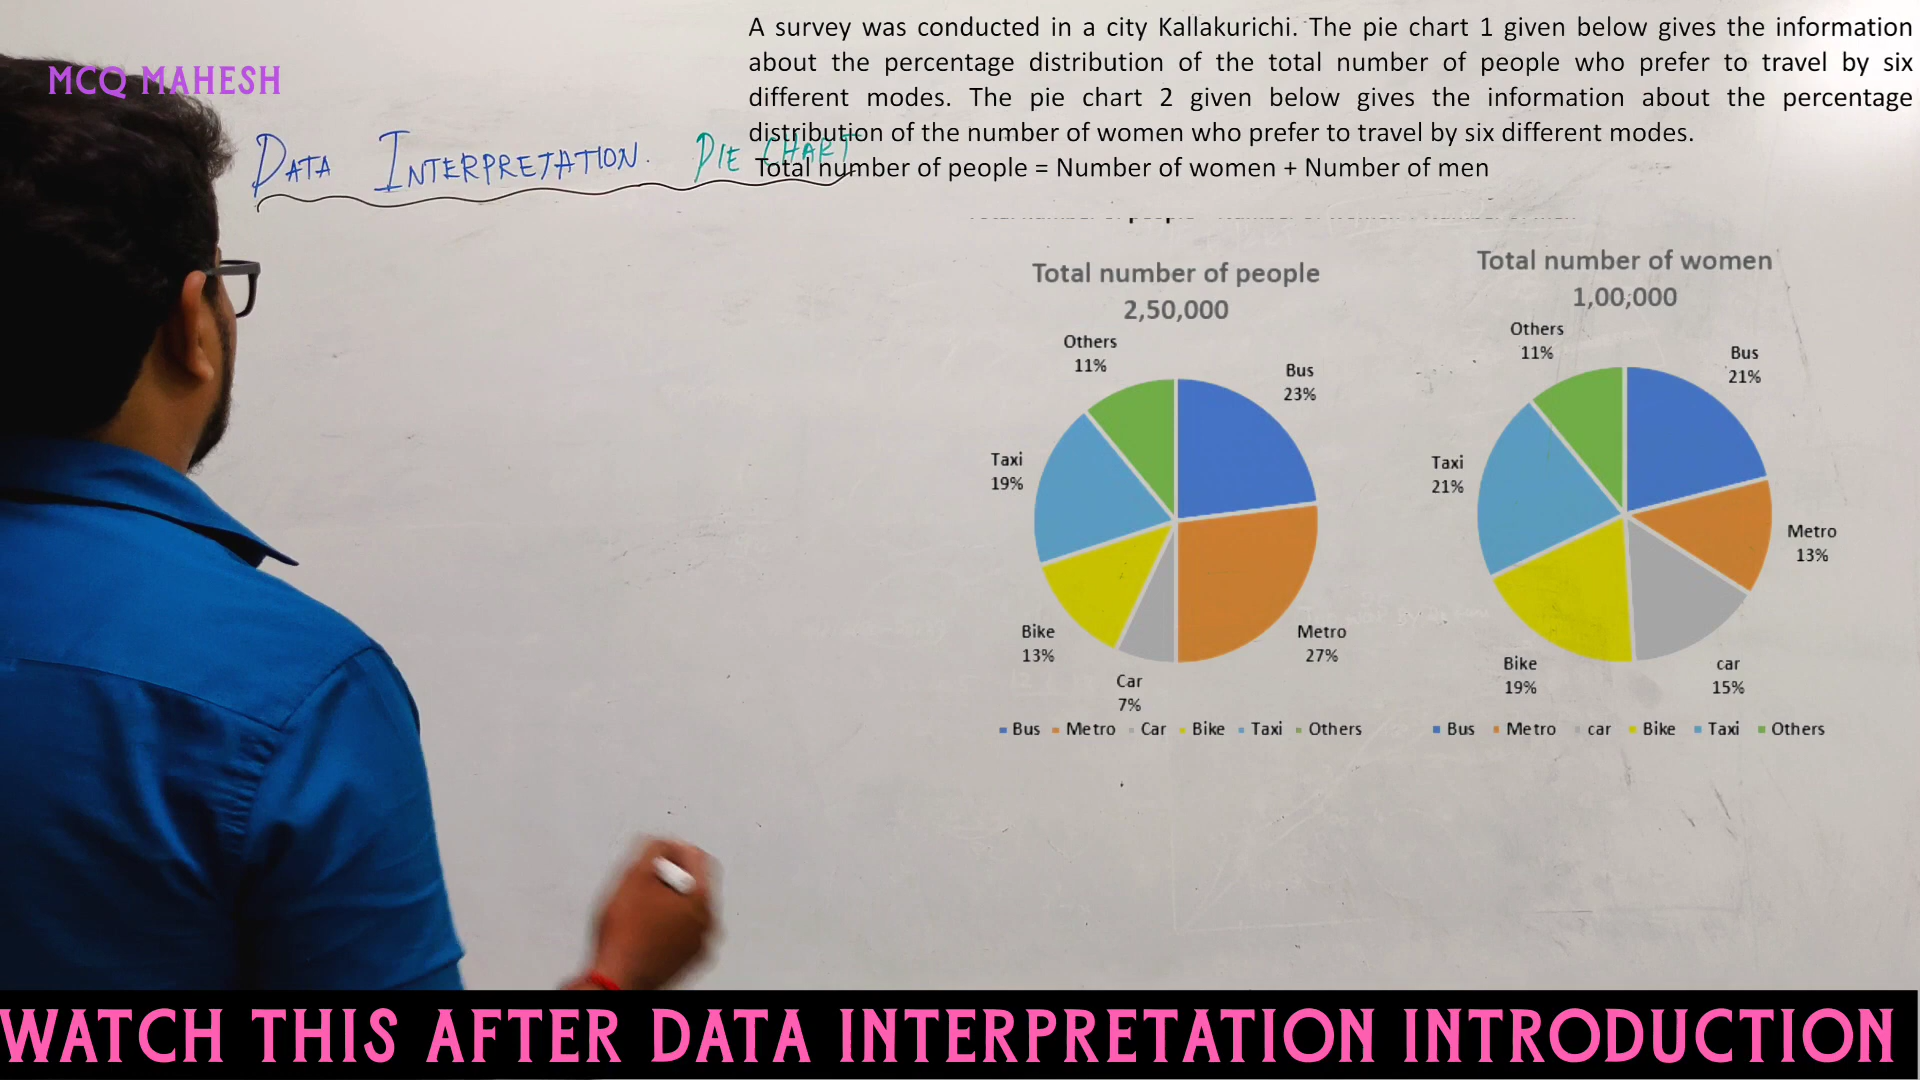 MCQ MAHESH
A survey was conducted in a city Kallakurichi. The pie chart 1 given below gives the information
about the percentage distribution of the total number of people who prefer to travel by six
different modes. The pie chart 2 given below gives the information about the percentage
distribution of the number of women who prefer to travel by six different modes.
Total number of people = Number of women + Number of men
DATA INTERPRETATION. PIE CHART
Total number of people
2,50,000
Others
11%
Bus
23%
Taxi
19%
Bike
13%
Car
7%
Metro
27%
Bus Metro Car Bike Taxi Others
Total number of women
1,00,000
Others
11%
Bus
21%
Taxi
21%
Metro
13%
Bike
19%
car
15%
Bus Metro car Bike Taxi Others
WATCH THIS AFTER DATA INTERPRETATION INTRODUCTION